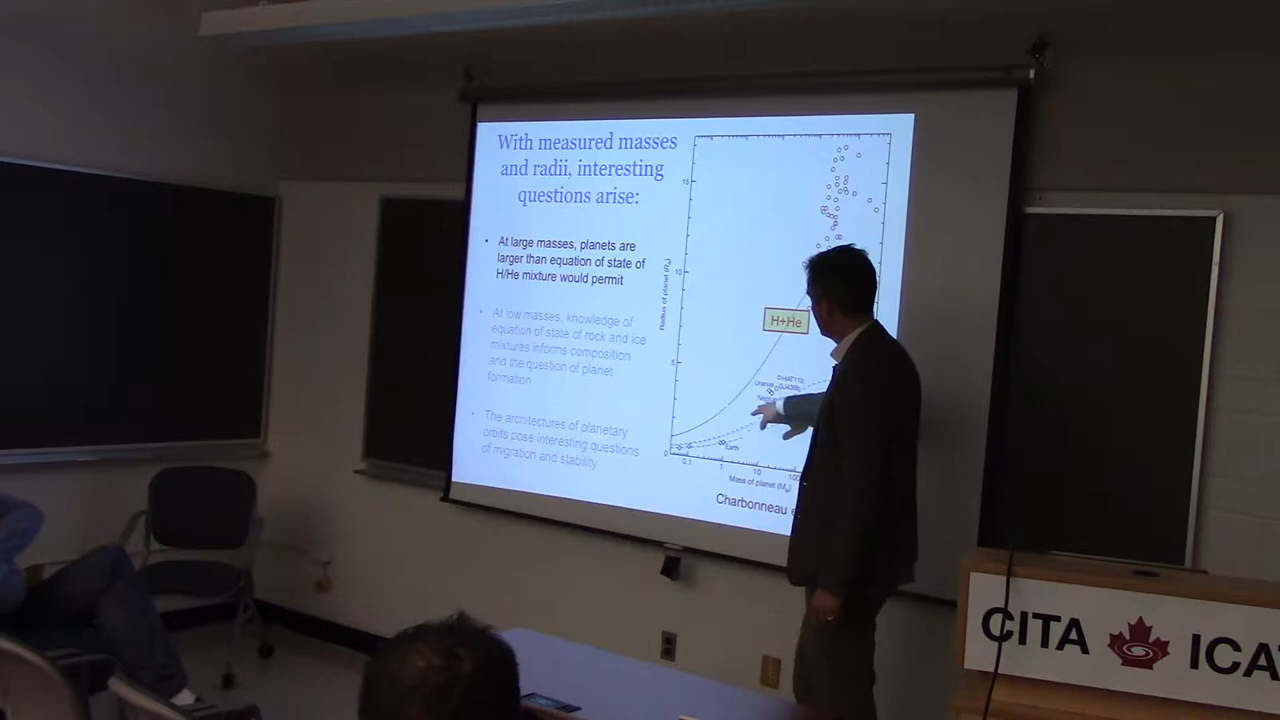 With measured masses
and radii, interesting
questions arise:
• At large masses, planets are
larger than equation of state of
H/He mixture would permit
• At low masses, knowledge of
equation of state of rock and ice
mixtures informs composition
and the question of planet
formation
• The architectures of planetary
orbits pose interesting questions
of migration and stability
Radius of planet (R
15
10
5
0
H+He
HAT11b
Uranus GJ436b
Earth
0.1 1 10 100
Mass of planet (M
Charbonneau e
CITA ICA